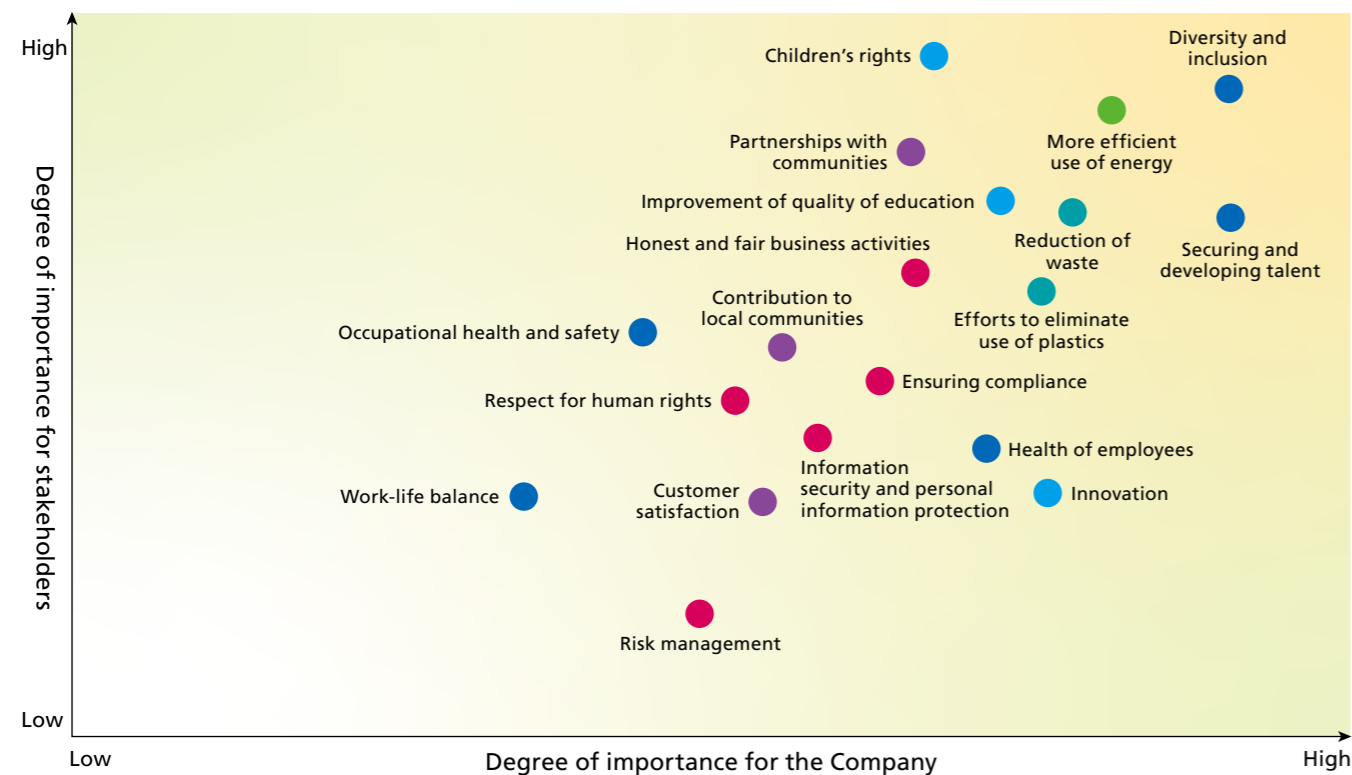 High
Children’s rights
Diversity and
inclusion
Partnerships with
communities
More efficient
use of energy
Improvement of quality of education
Reduction of
waste
Securing and
developing talent
Honest and fair business activities
Contribution to
local communities
Efforts to eliminate
use of plastics
Occupational health and safety
Ensuring compliance
Respect for human rights
Health of employees
Information
security and personal
information protection
Work-life balance
Customer
satisfaction
Innovation
Risk management
Degree of importance for stakeholders
Low
Low
Degree of importance for the Company
High